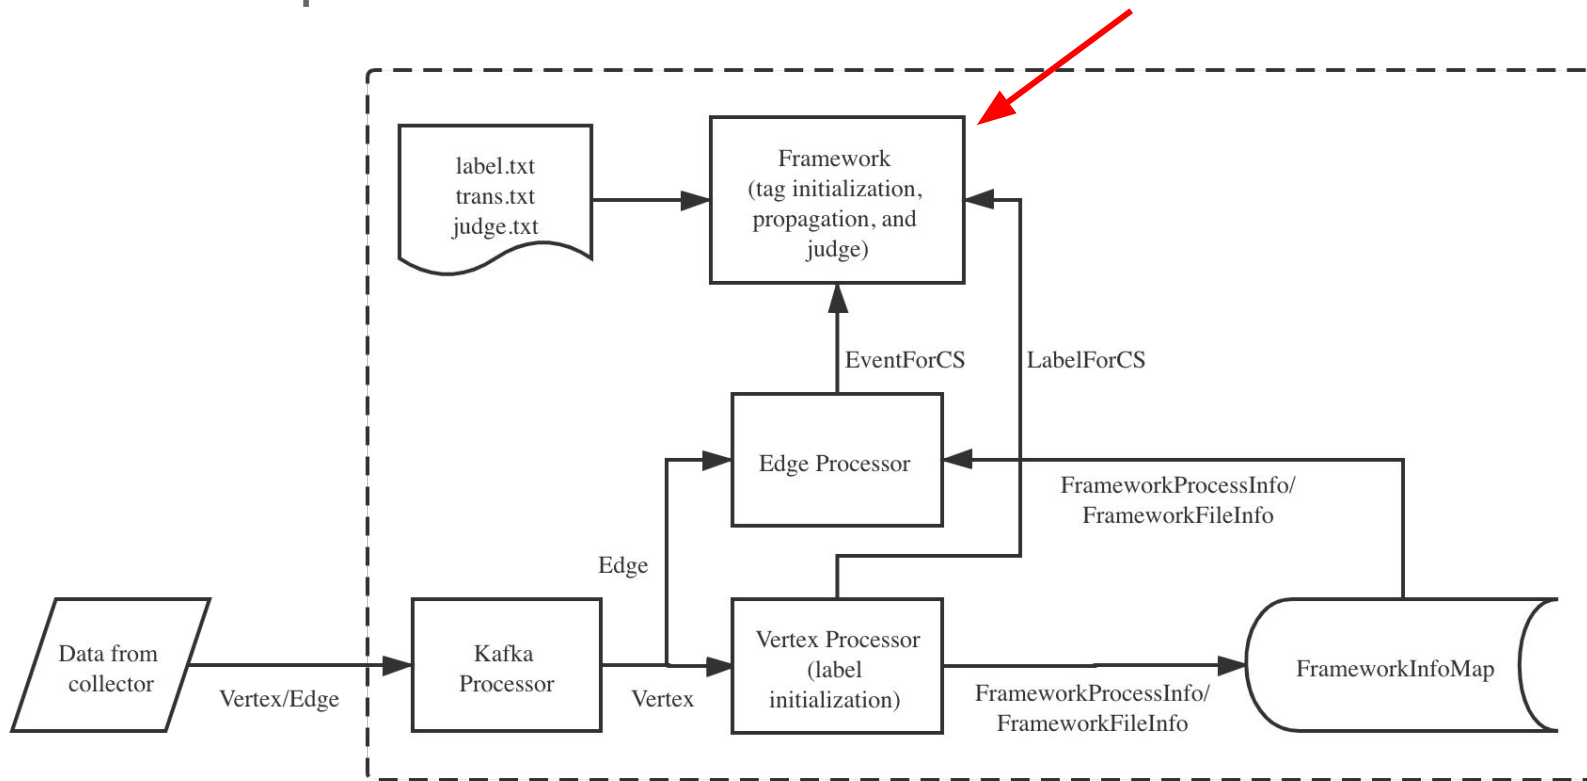 label.txt
trans.txt
judge.txt
Framework
(tag initialization,
propagation, and
judge)
EventForCS
LabelForCS
Edge Processor
FrameworkProcessInfo/
FrameworkFileInfo
Edge
Data from
collector
Vertex/Edge
Kafka
Processor
Vertex
Vertex Processor
(label
initialization)
FrameworkProcessInfo/
FrameworkFileInfo
FrameworkInfoMap